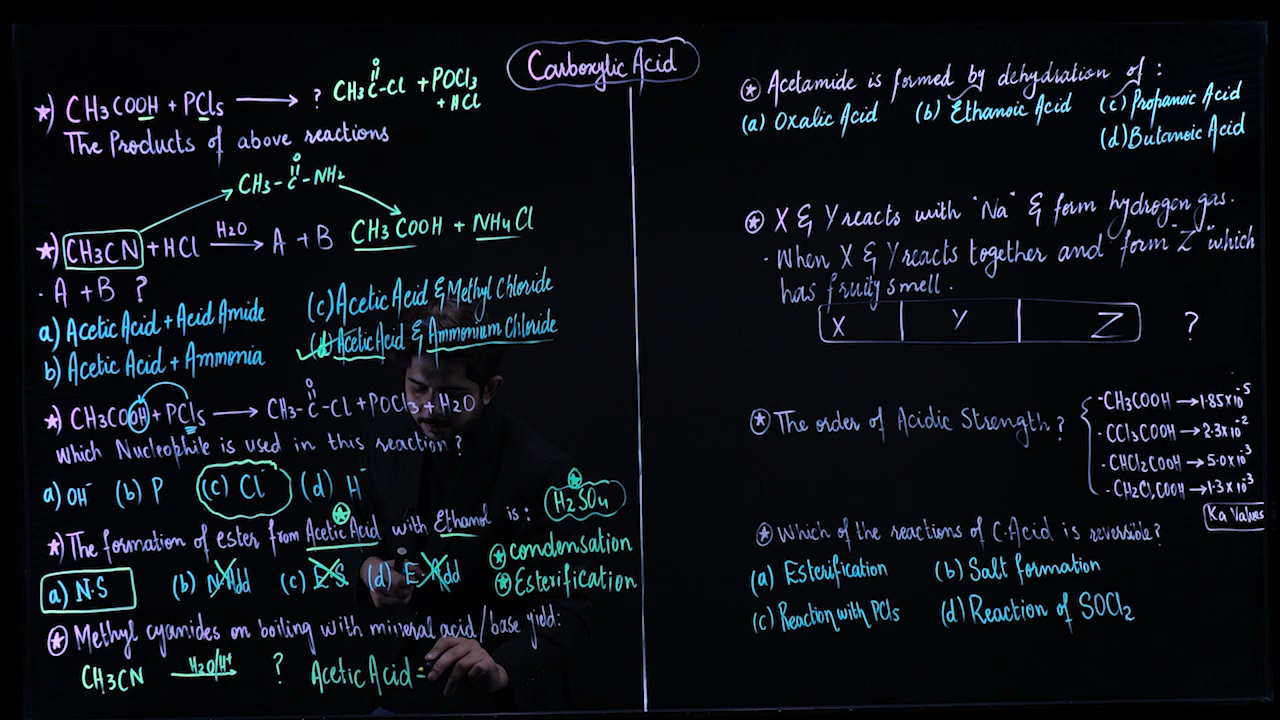 Carboxylic Acid
*) CH3COOH + PCl5 → ? CH3-C-Cl + POCl3
O
+ HCl
The Products of above reactions
O
CH3-C-NH2
*) CH3CN + HCl H2O → A + B CH3COOH + NH4Cl
· A + B ?
a) Acetic Acid + Acid Amide
(c) Acetic Acid & Methyl Chloride
b) Acetic Acid + Ammonia
(d) Acetic Acid & Ammonium Chloride
O
*) CH3COOH + PCl5 → CH3-C-Cl + POCl3 + H2O
Which Nucleophile is used in this reaction?
a) OH⁻ (b) P (c) Cl⁻ (d) H⁻
*) The formation of ester from Acetic Acid with Ethanol is: H2SO4
a) N.S (b) N.Add (c) E.S. (d) E.Add
* condensation
* Esterification
* Methyl cyanides on boiling with mineral acid/base yield:
CH3CN H2O/H+ → ? Acetic Acid
* Acetamide is formed by dehydration of :
(a) Oxalic Acid (b) Ethanoic Acid (c) Propanoic Acid
(d) Butanoic Acid
* X & Y reacts with "Na" & form hydrogen gas.
· When X & Y reacts together and form "Z" which
has fruity smell.
X Y Z ?
* The order of Acidic Strength?
- CH3COOH → 1.85×10⁻⁵
- CCl3COOH → 2.3×10⁻²
- CHCl2COOH → 5.0×10⁻³
- CH2Cl,COOH → 1.3×10⁻³
Ka Values
* Which of the reactions of C.Acid is reversible?
(a) Esterification (b) Salt formation
(c) Reaction with PCl5 (d) Reaction of SOCl2